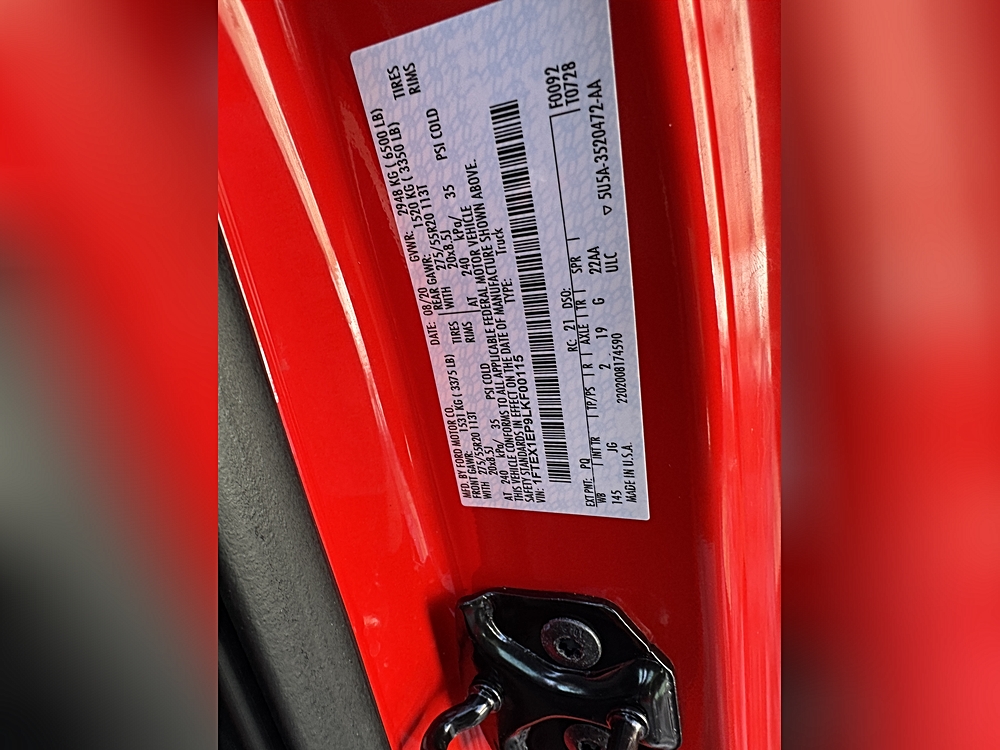 MFD. BY FORD MOTOR CO.
DATE: 08/20 GVWR: 2948 KG ( 6500 LB)
FRONT GAWR: 1531 KG ( 3375 LB) REAR GAWR: 1520 KG ( 3350 LB)
WITH 275/55R20 113T TIRES WITH 275/55R20 113T TIRES
20x8.5J RIMS 20x8.5J RIMS
AT 240 kPa/ 35 PSI COLD AT 240 kPa/ 35 PSI COLD
THIS VEHICLE CONFORMS TO ALL APPLICABLE FEDERAL MOTOR VEHICLE
SAFETY STANDARDS IN EFFECT ON THE DATE OF MANUFACTURE SHOWN ABOVE.
VIN: 1FTEX1EP9LKF00115 TYPE: Truck
F0092
T0728
EXT PNT: PQ RC: 21 DSO:
WB INT TR TP/PS R AXLE TR SPR
145 JG 2 19 G 22AA
MADE IN U.S.A. 2202008174590 ULC
▽ 5U5A-3520472-AA